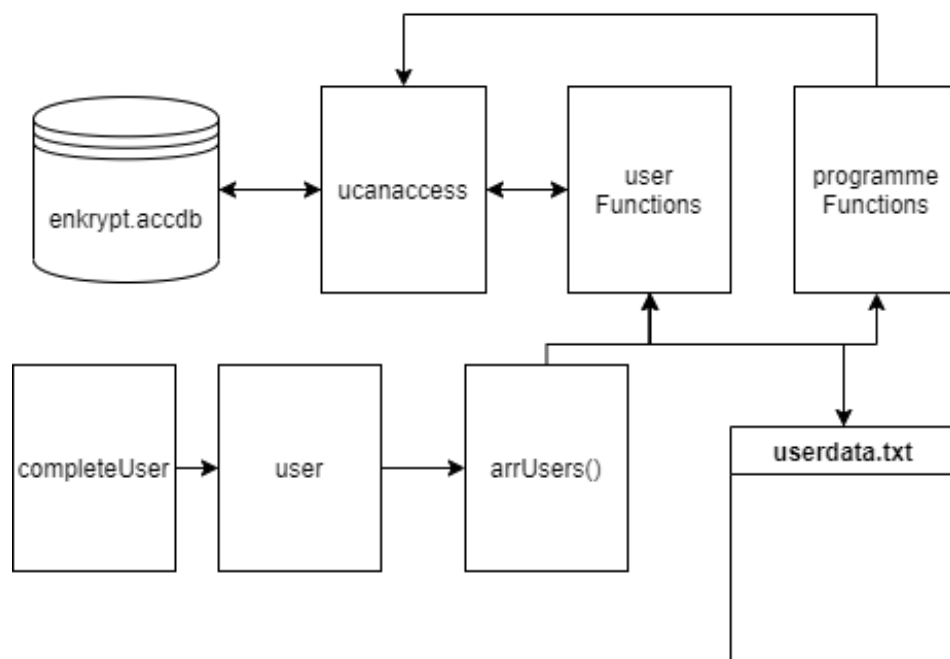 enkrypt.accdb
ucanaccess
user
Functions
programme
Functions
completeUser
user
arrUsers()
userdata.txt